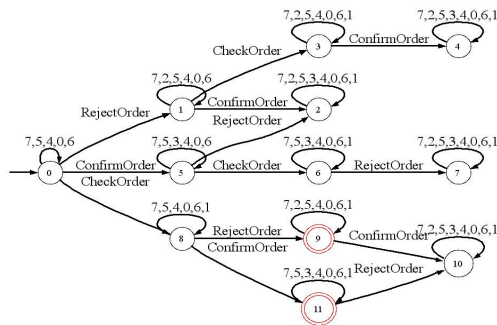 7,2,5,4,0,6,1
7,2,5,3,4,0,6,1
CheckOrder
3
ConfirmOrder
4
7,2,5,4,0,6
7,2,5,3,4,0,6,1
RejectOrder
1
ConfirmOrder
2
RejectOrder
7,5,4,0,6
7,5,3,4,0,6
7,5,3,4,0,6,1
7,2,5,3,4,0,6,1
0
ConfirmOrder
5
CheckOrder
6
RejectOrder
7
CheckOrder
7,5,4,0,6,1
7,2,5,4,0,6,1
8
RejectOrder
9
ConfirmOrder
7,2,5,3,4,0,6,1
ConfirmOrder
10
7,5,3,4,0,6,1
RejectOrder
11